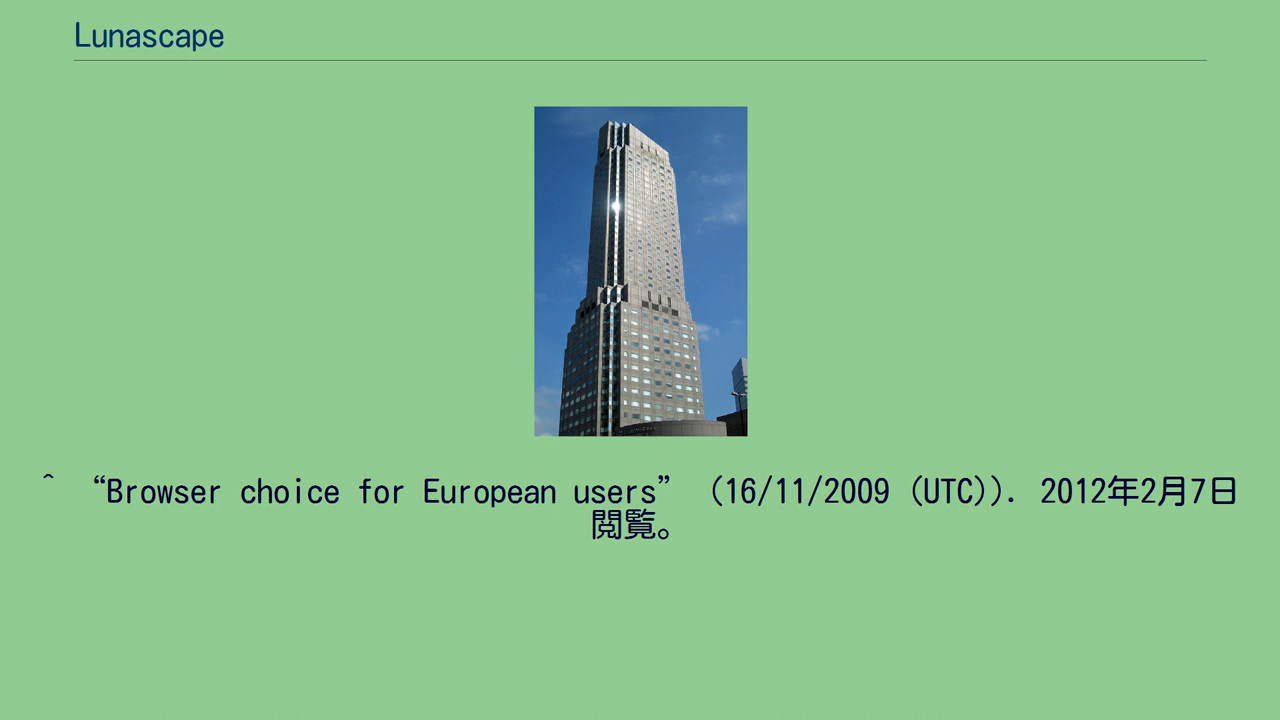 Lunascape
^ “Browser choice for European users” (16/11/2009 (UTC)). 2012年2月7日
閲覧。